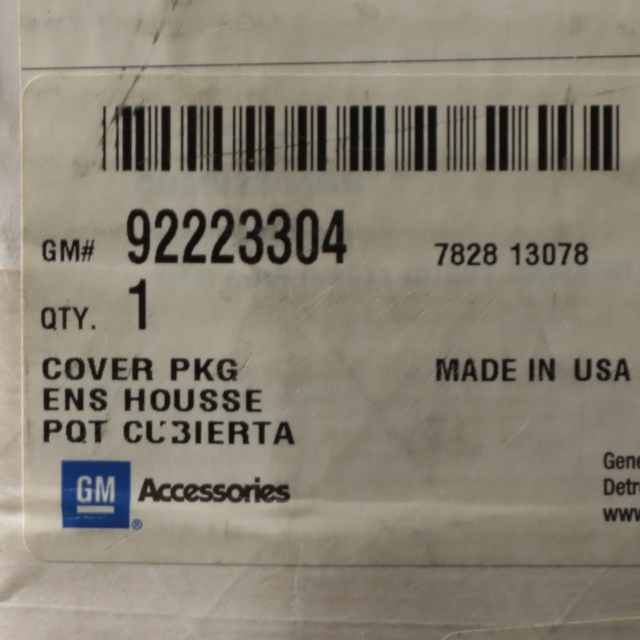 GM# 92223304 7828 13078
QTY. 1
COVER PKG MADE IN USA
ENS HOUSSE
PQT CUBIERTA
GM Accessories
®
Gene
Detr
www